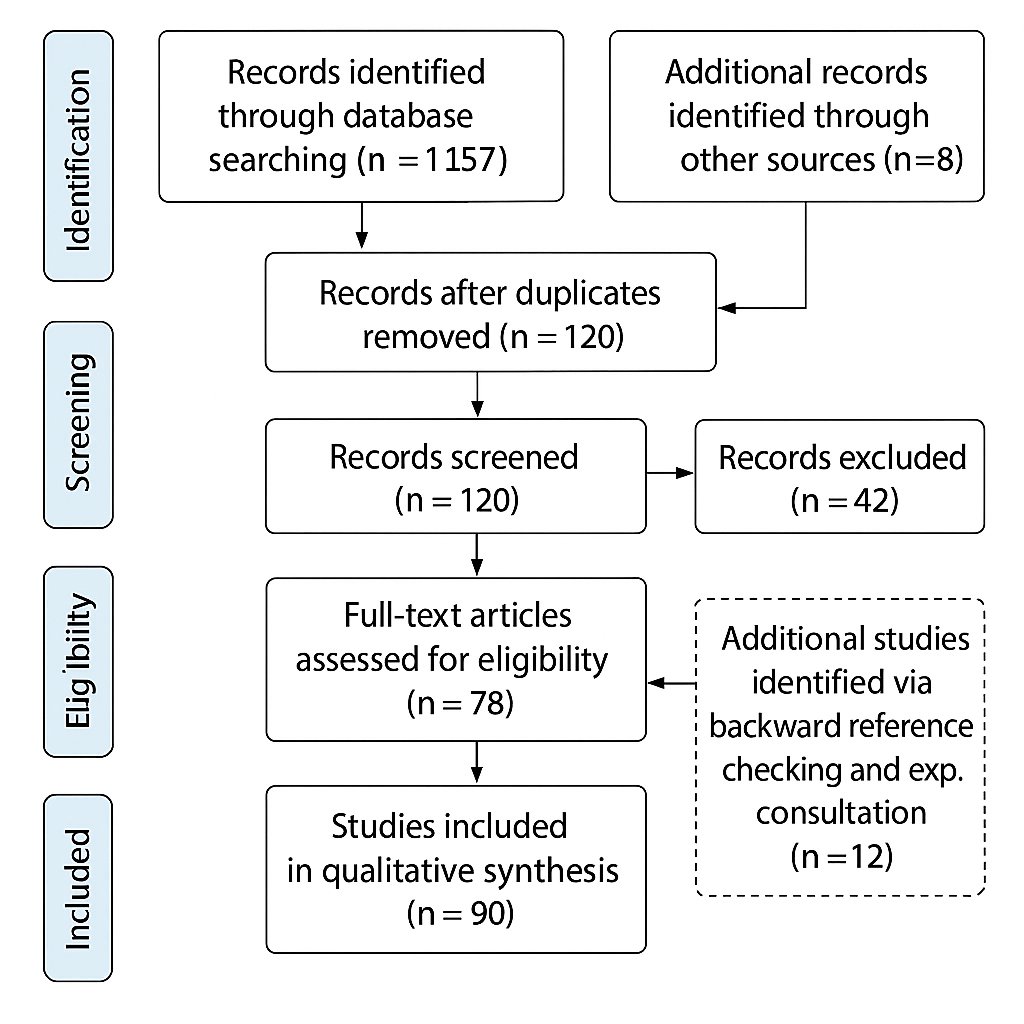 Identification
Records identified
through database
searching (n = 1157)
Additional records
identified through
other sources (n=8)
Records after duplicates
removed (n = 120)
Screening
Records screened
(n = 120)
Records excluded
(n = 42)
Elig˙lbiilty
Full-text articles
assessed for eligibility
(n = 78)
Additional studies
identified via
backward reference
checking and exp.
consultation
(n = 12)
Included
Studies included
in qualitative synthesis
(n = 90)